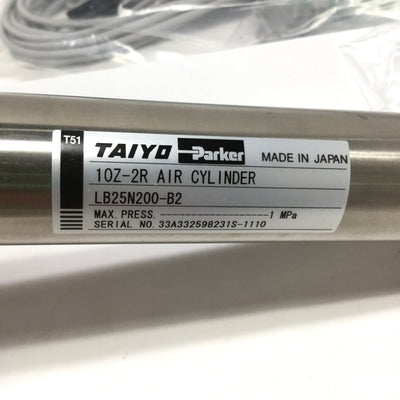 T51
TAIYO Parker MADE IN JAPAN
10Z-2R AIR CYLINDER
LB25N200-B2
MAX. PRESS.--------------------1 MPa
SERIAL NO. 33A332598231S-1110